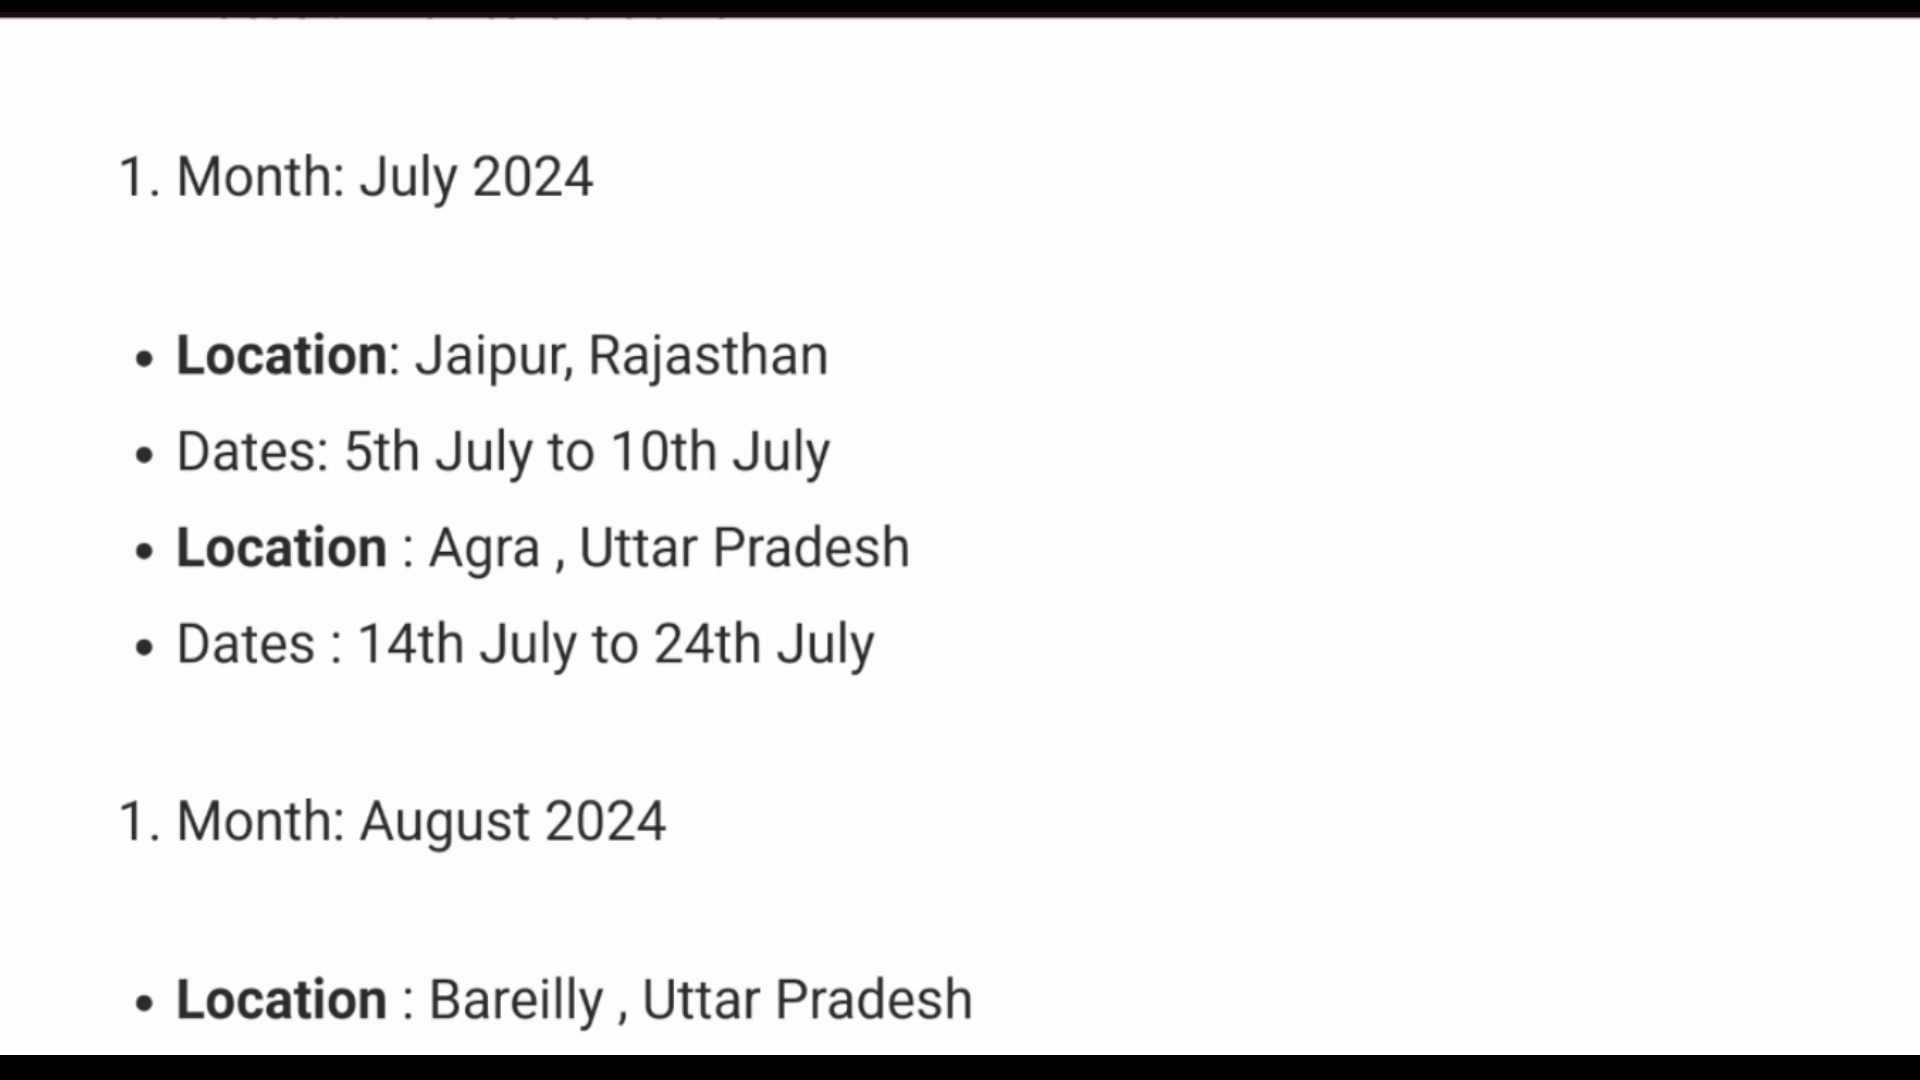 1. Month: July 2024
• Location: Jaipur, Rajasthan
• Dates: 5th July to 10th July
• Location : Agra , Uttar Pradesh
• Dates : 14th July to 24th July
1. Month: August 2024
• Location : Bareilly , Uttar Pradesh